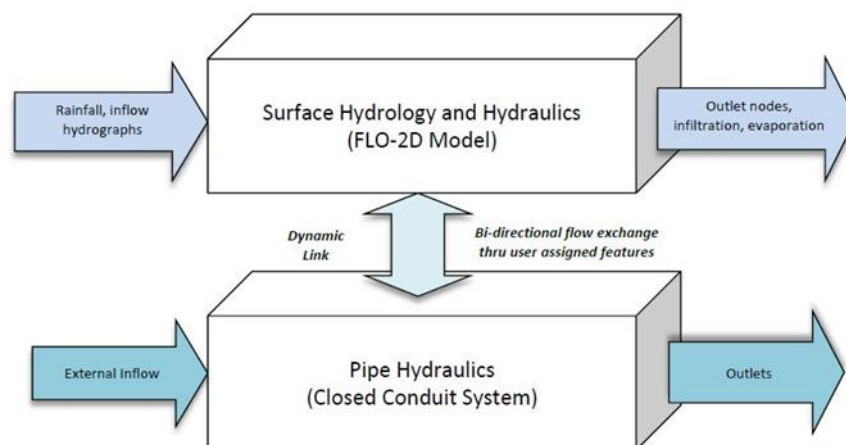 Rainfall, inflow
hydrographs
Surface Hydrology and Hydraulics
(FLO-2D Model)
Outlet nodes,
infiltration, evaporation
Dynamic
Link
Bi-directional flow exchange
thru user assigned features
External Inflow
Pipe Hydraulics
(Closed Conduit System)
Outlets